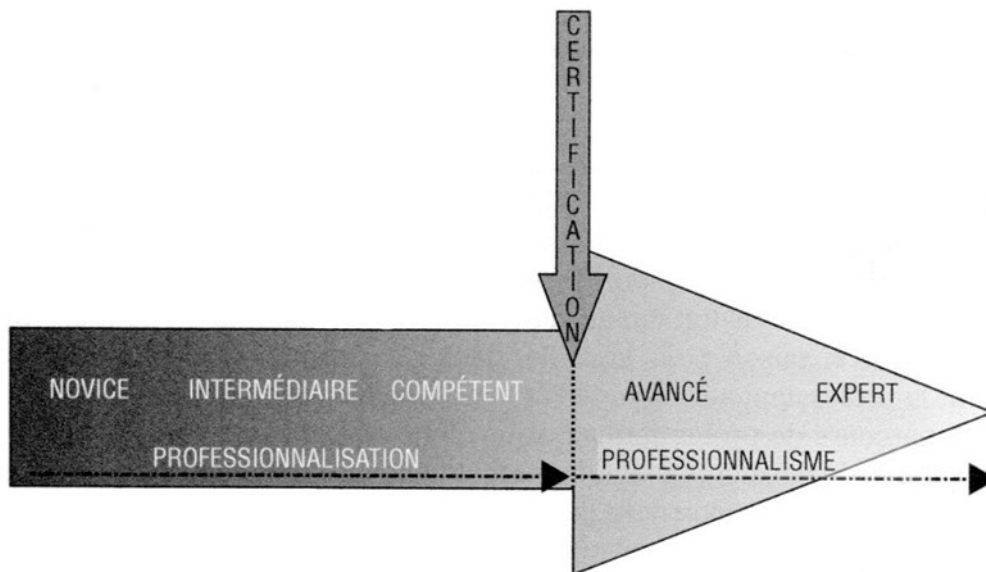 CERTIFICATION
NOVICE INTERMÉDIAIRE COMPÉTENT AVANCÉ EXPERT
PROFESSIONNALISATION PROFESSIONNALISME